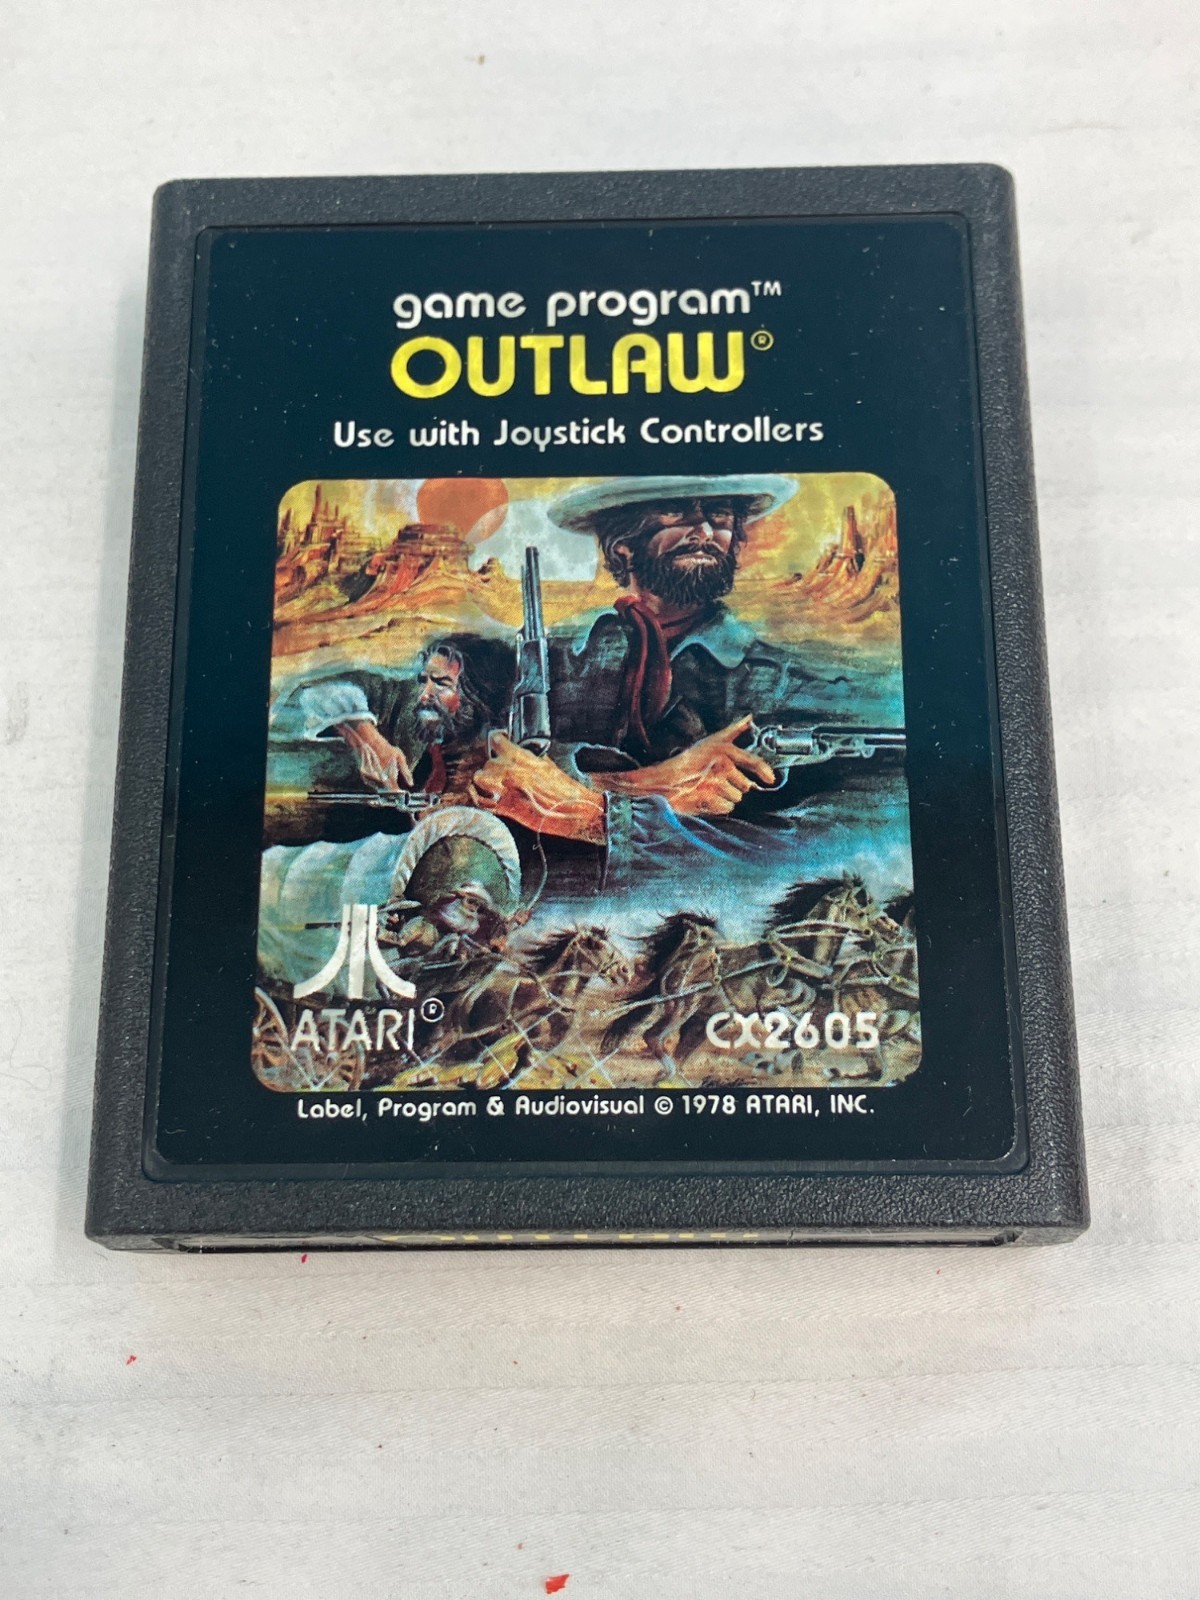 game program™
OUTLAW®
Use with Joystick Controllers
ATARI®
CX2605
Label, Program & Audiovisual © 1978 ATARI, INC.